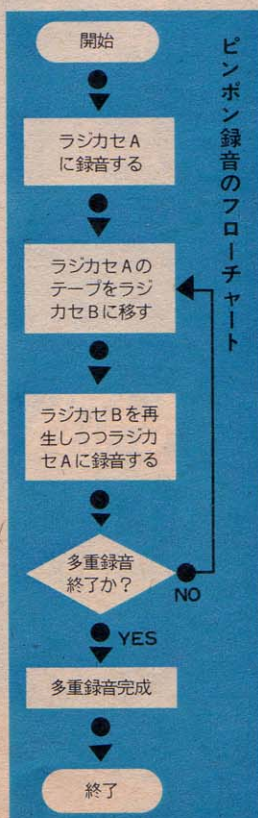 ピンポン録音のフローチャート
開始
ラジカセA
に録音する
ラジカセAの
テープをラジ
カセBに移す
ラジカセBを再
生しつつラジカ
セAに録音する
多重録音
終了か?
NO
YES
多重録音完成
終了